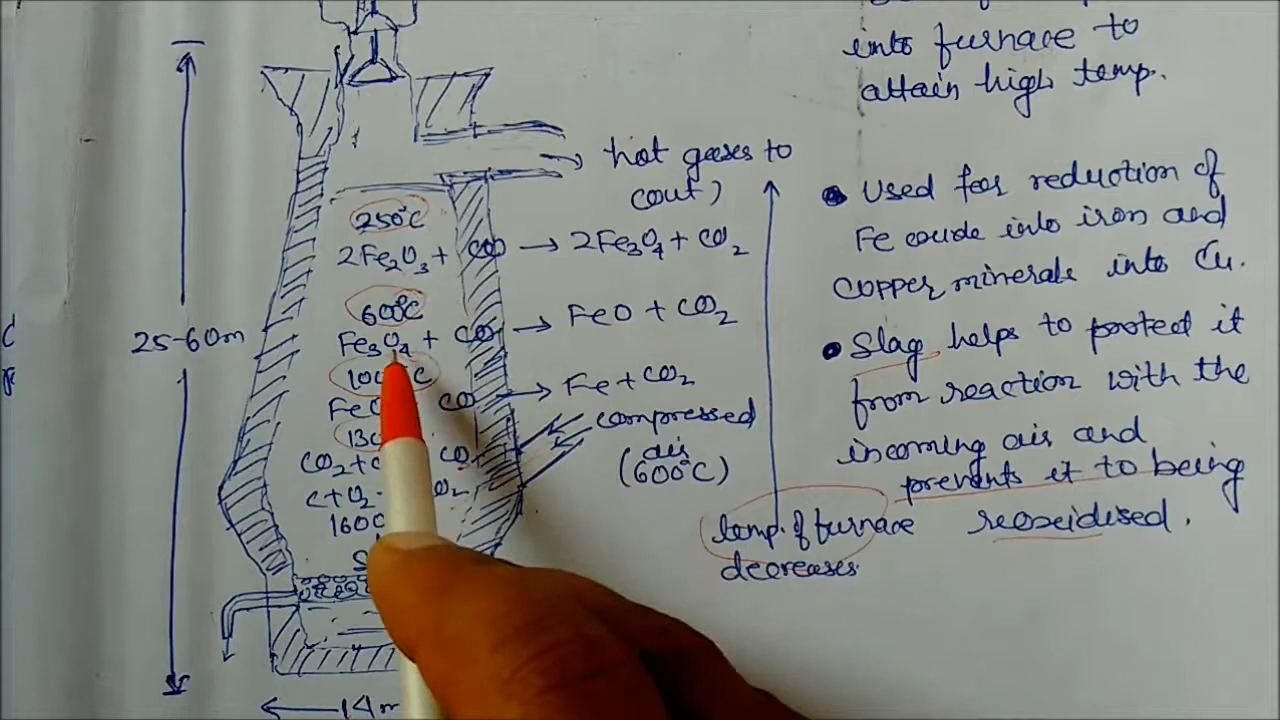 into furnace to
attain high temp.
hot gases to
(out)
250°C
2Fe2O3 + CO → 2Fe3O4 + CO2
600°C
Fe3O4 + CO → FeO + CO2
CO → Fe + CO2
compressed
air
(600°C)
25-60m
temp. of furnace
decreases
• Used for reduction of
Fe oxide into iron and
copper minerals into Cu.
• Slag helps to protect it
from reaction with the
incoming air and
prevents it to being
reoxidised.